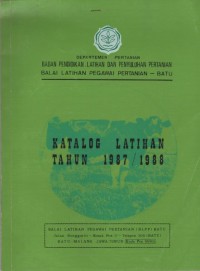 DEPARTEMEN PERTANIAN
BADAN PENDIDIKAN LATIHAN DAN PENYULUHAN PERTANIAN
BALAI LATIHAN PEGAWAI PERTANIAN - BATU
KATALOG LATIHAN
TAHUN 1987/1988
BALAI LATIHAN PEGAWAI PERTANIAN (BLPP) BATU
BATU MALANG JAWA-TIMUR